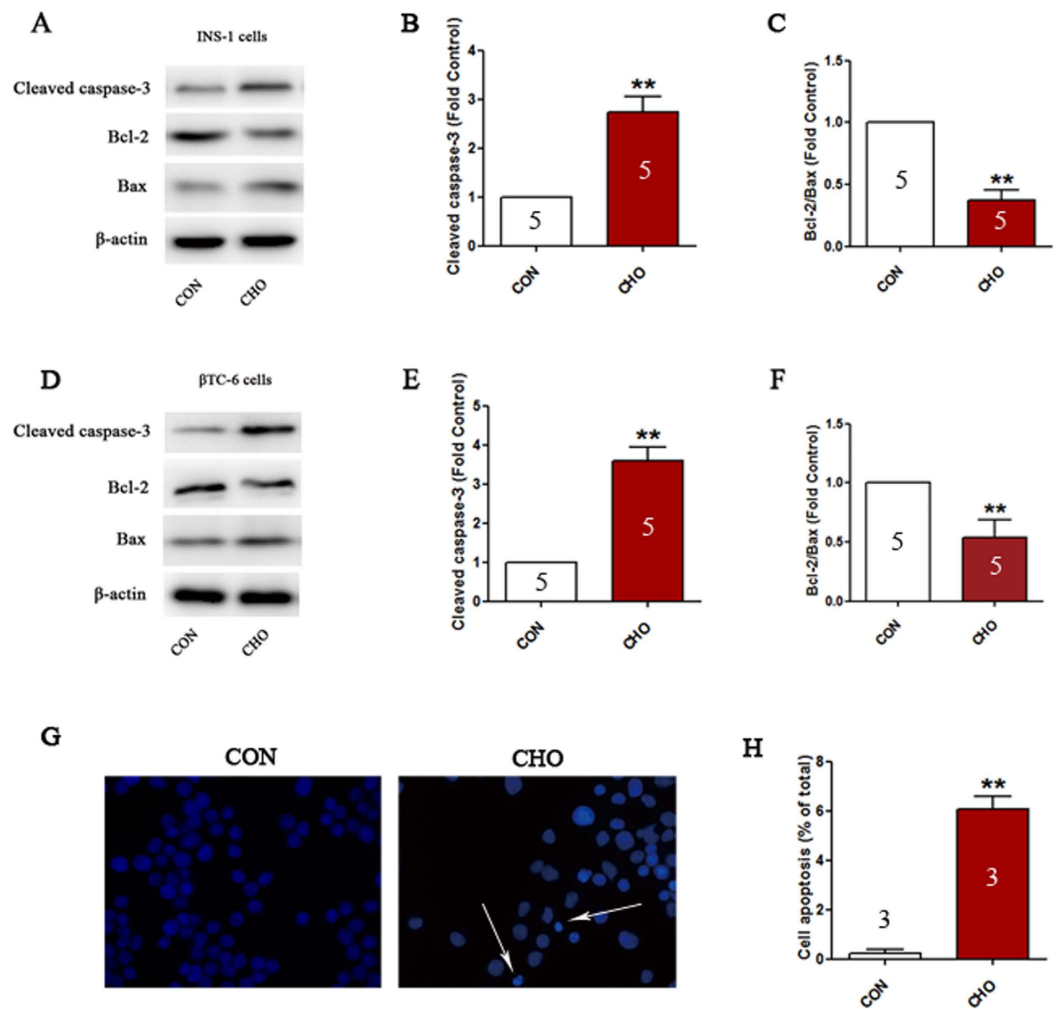 A
INS-1 cells
Cleaved caspase-3
Bcl-2
Bax
β-actin
CON
CHO
B
Cleaved caspase-3 (Fold Control)
4
3
2
1
0
**
5
5
CON
CHO
C
Bcl-2/Bax (Fold Control)
1.5
1.0
0.5
0.0
**
5
5
CON
CHO
D
βTC-6 cells
Cleaved caspase-3
Bcl-2
Bax
β-actin
CON
CHO
E
Cleaved caspase-3 (Fold Control)
5
4
3
2
1
0
**
5
5
CON
CHO
F
Bcl-2/Bax (Fold Control)
1.5
1.0
0.5
0.0
**
5
5
CON
CHO
G
CON
CHO
H
Cell apoptosis (% of total)
8
6
4
2
0
**
3
3
CON
CHO